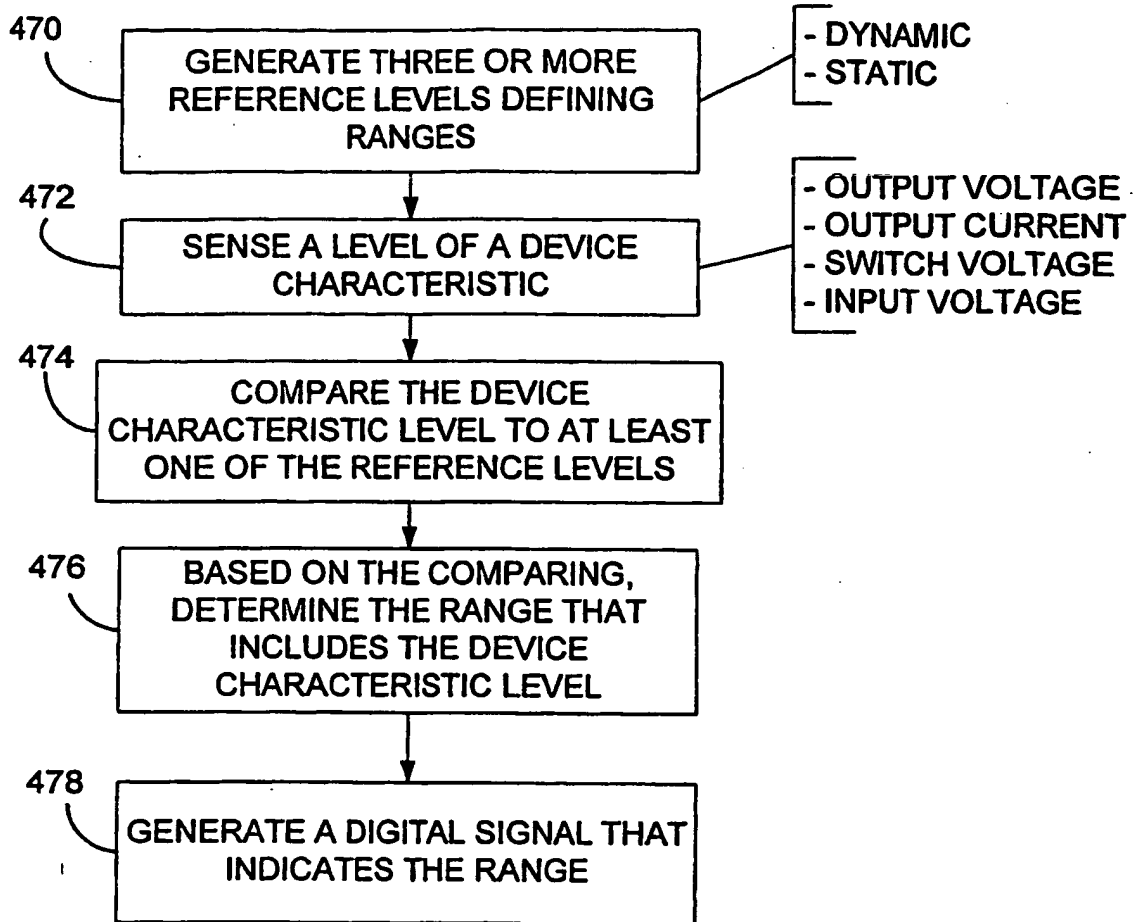 470
GENERATE THREE OR MORE
REFERENCE LEVELS DEFINING
RANGES
- DYNAMIC
- STATIC
472
SENSE A LEVEL OF A DEVICE
CHARACTERISTIC
- OUTPUT VOLTAGE
- OUTPUT CURRENT
- SWITCH VOLTAGE
- INPUT VOLTAGE
474
COMPARE THE DEVICE
CHARACTERISTIC LEVEL TO AT LEAST
ONE OF THE REFERENCE LEVELS
476
BASED ON THE COMPARING,
DETERMINE THE RANGE THAT
INCLUDES THE DEVICE
CHARACTERISTIC LEVEL
478
GENERATE A DIGITAL SIGNAL THAT
INDICATES THE RANGE